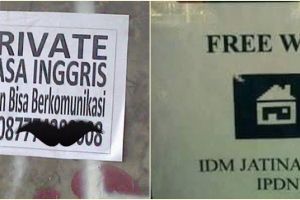 RIVATE
ASA INGGRIS
n Bisa Berkomunikasi
FREE W
IDM JATINA
IPDN